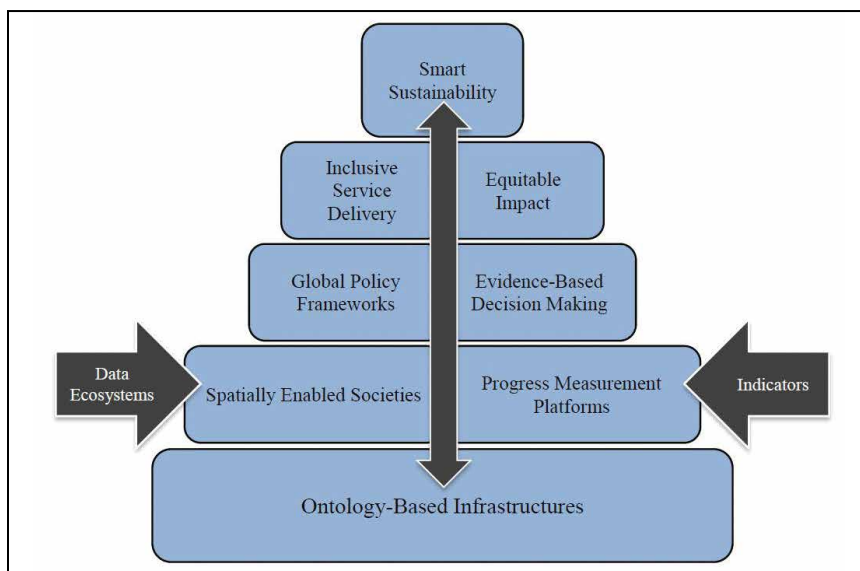 Smart
Sustainability
Inclusive
Service
Delivery
Equitable
Impact
Global Policy
Frameworks
Evidence-Based
Decision Making
Data
Ecosystems
Spatially Enabled Societies
Progress Measurement
Platforms
Indicators
Ontology-Based Infrastructures